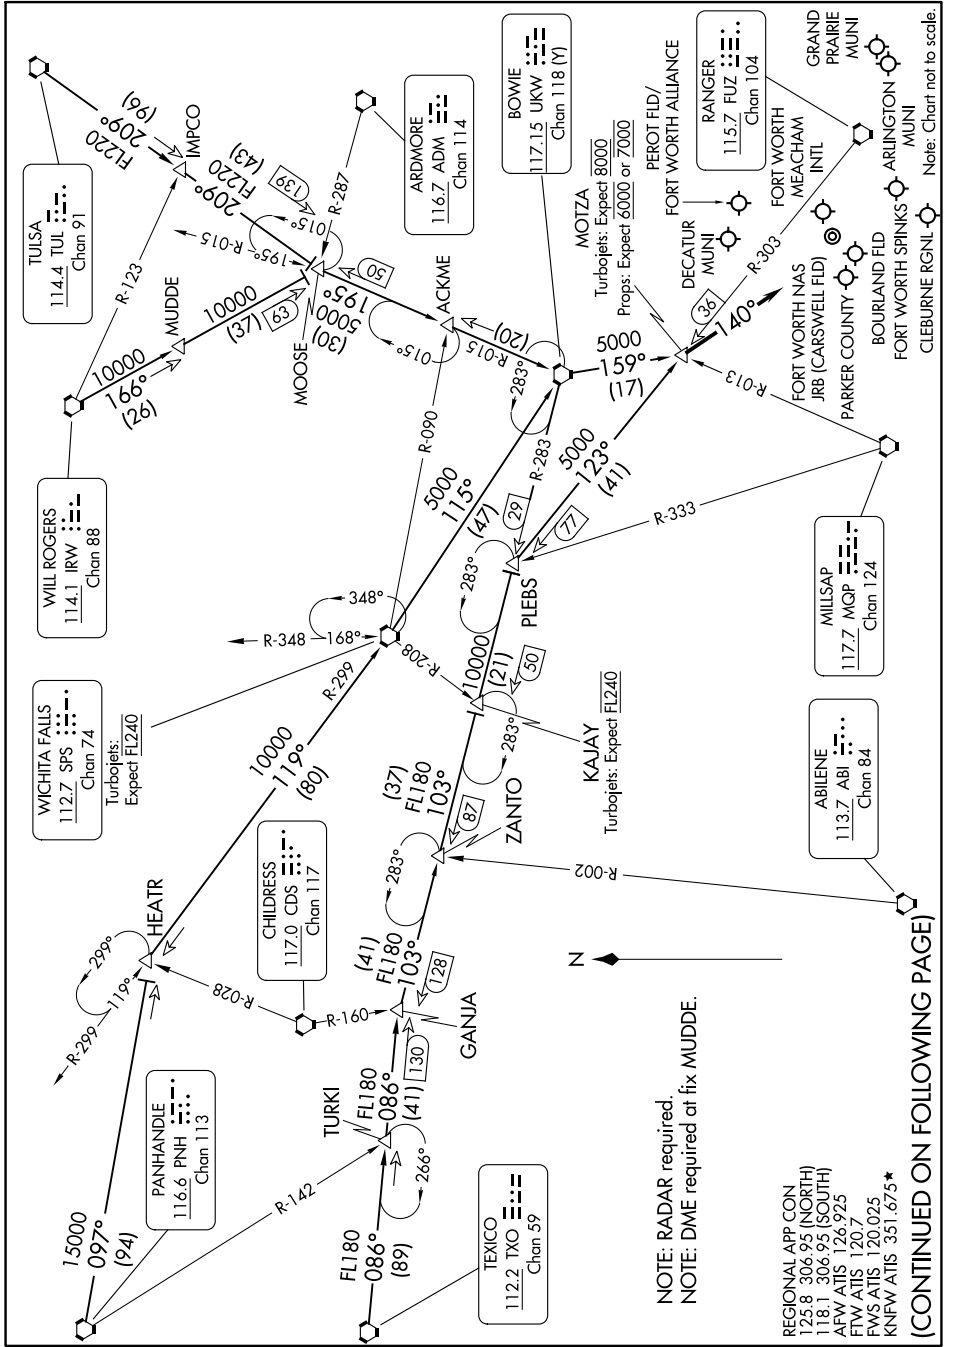 TULSA
114.4 TUL
Chan 91
FL220
209°
(96)
IMPCO
FL220
209°
(43)
139
R-123
WILL ROGERS
114.1 IRW
Chan 88
10000
166°
(26)
MUDDE
10000
(37)
63
MOOSE
R-015
195°
015°
R-287
ARDMORE
116.7 ADM
Chan 114
50
195°
5000
(30)
015°
JACKME
R-015
(20)
R-090
BOWIE
117.15 UKW
Chan 118 (Y)
283°
5000
159°
(17)
MOTZA
Turbojets: Expect 8000
Props: Expect 6000 or 7000
PEROT FLD/
FORT WORTH ALLIANCE
DECATUR
MUNI
RANGER
115.7 FUZ
Chan 104
FORT WORTH
MEACHAM
INTL
GRAND
PRAIRIE
MUNI
ARLINGTON
MUNI
R-303
36
140°
FORT WORTH NAS
JRB (CARSWELL FLD)
PARKER COUNTY
BOURLAND FLD
FORT WORTH SPINKS
CLEBURNE RGNL
Note: Chart not to scale.
R-013
WICHITA FALLS
112.7 SPS
Chan 74
Turbojets:
Expect FL240
R-348
168°
348°
R-299
R-208
5000
115°
(47)
R-283
29
5000
123°
(41)
77
R-333
MILLSAP
117.7 MQP
Chan 124
283°
PLEBS
10000
(21)
50
283°
KAJAY
Turbojets: Expect FL240
(37)
FL180
103°
87
ZANTO
283°
R-002
ABILENE
113.7 ABI
Chan 84
HEATR
10000
119°
(80)
299°
119°
R-299
R-028
CHILDRESS
117.0 CDS
Chan 117
R-160
(41)
FL180
103°
128
GANJA
130
PANHANDLE
116.6 PNH
Chan 113
15000
097°
(94)
R-142
TURKI
FL180
086°
(41)
266°
FL180
086°
(89)
TEXICO
112.2 TXO
Chan 59
N
NOTE: RADAR required.
NOTE: DME required at fix MUDDE.
REGIONAL APP CON
125.8 306.95 (NORTH)
118.1 306.95 (SOUTH)
AFW ATIS 126.925
FTW ATIS 120.7
FWS ATIS 120.025
KNFW ATIS 351.675★
(CONTINUED ON FOLLOWING PAGE)